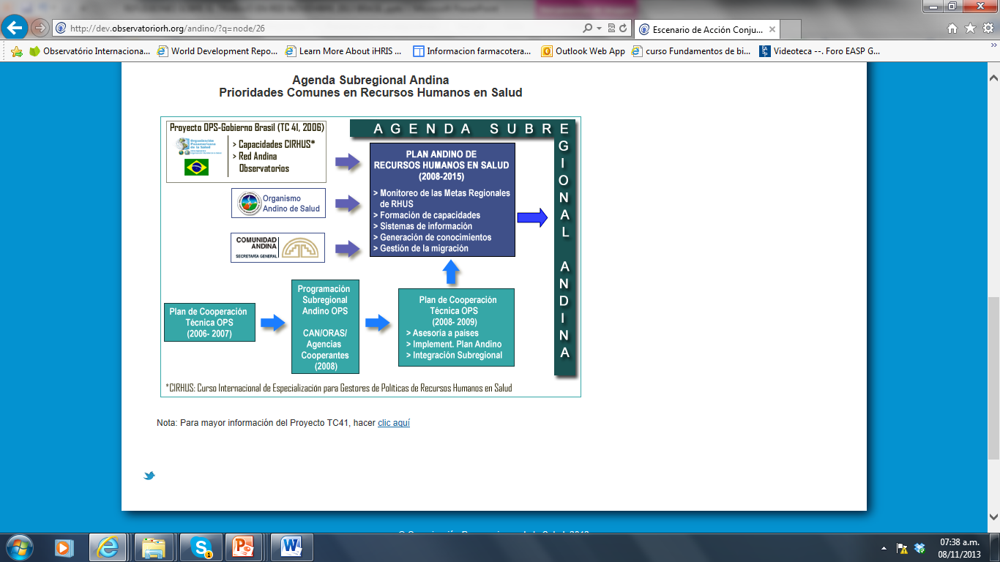 http://dev.observatoriorh.org/andino/?q=node/26
Escenario de Acción Conju...
Observatório Internaciona...
World Development Repo...
Learn More About iHRIS ...
Informacion farmacotera...
Outlook Web App
curso Fundamentos de bi...
Videoteca --. Foro EASP G...
Agenda Subregional Andina
Prioridades Comunes en Recursos Humanos en Salud
Proyecto OPS-Gobierno Brasil (TC 41, 2006)
> Capacidades CIRHUS*
> Red Andina
Observatorios
Organización
Panamericana
de la Salud
Organismo
Andino de Salud
COMUNIDAD
ANDINA
SECRETARÍA GENERAL
AGENDA SUBREGIONAL ANDINA
PLAN ANDINO DE
RECURSOS HUMANOS EN SALUD
(2008-2015)
> Monitoreo de las Metas Regionales
de RHUS
> Formación de capacidades
> Sistemas de información
> Generación de conocimientos
> Gestión de la migración
Plan de Cooperación
Técnica OPS
(2006- 2007)
Programación
Subregional
Andino OPS
CAN/ORAS/
Agencias
Cooperantes
(2008)
Plan de Cooperación
Técnica OPS
(2008- 2009)
> Asesoría a paises
> Implement. Plan Andino
> Integración Subregional
*CIRHUS: Curso Internacional de Especialización para Gestores de Políticas de Recursos Humanos en Salud
Nota: Para mayor información del Proyecto TC41, hacer clic aquí
07:38 a.m.
08/11/2013